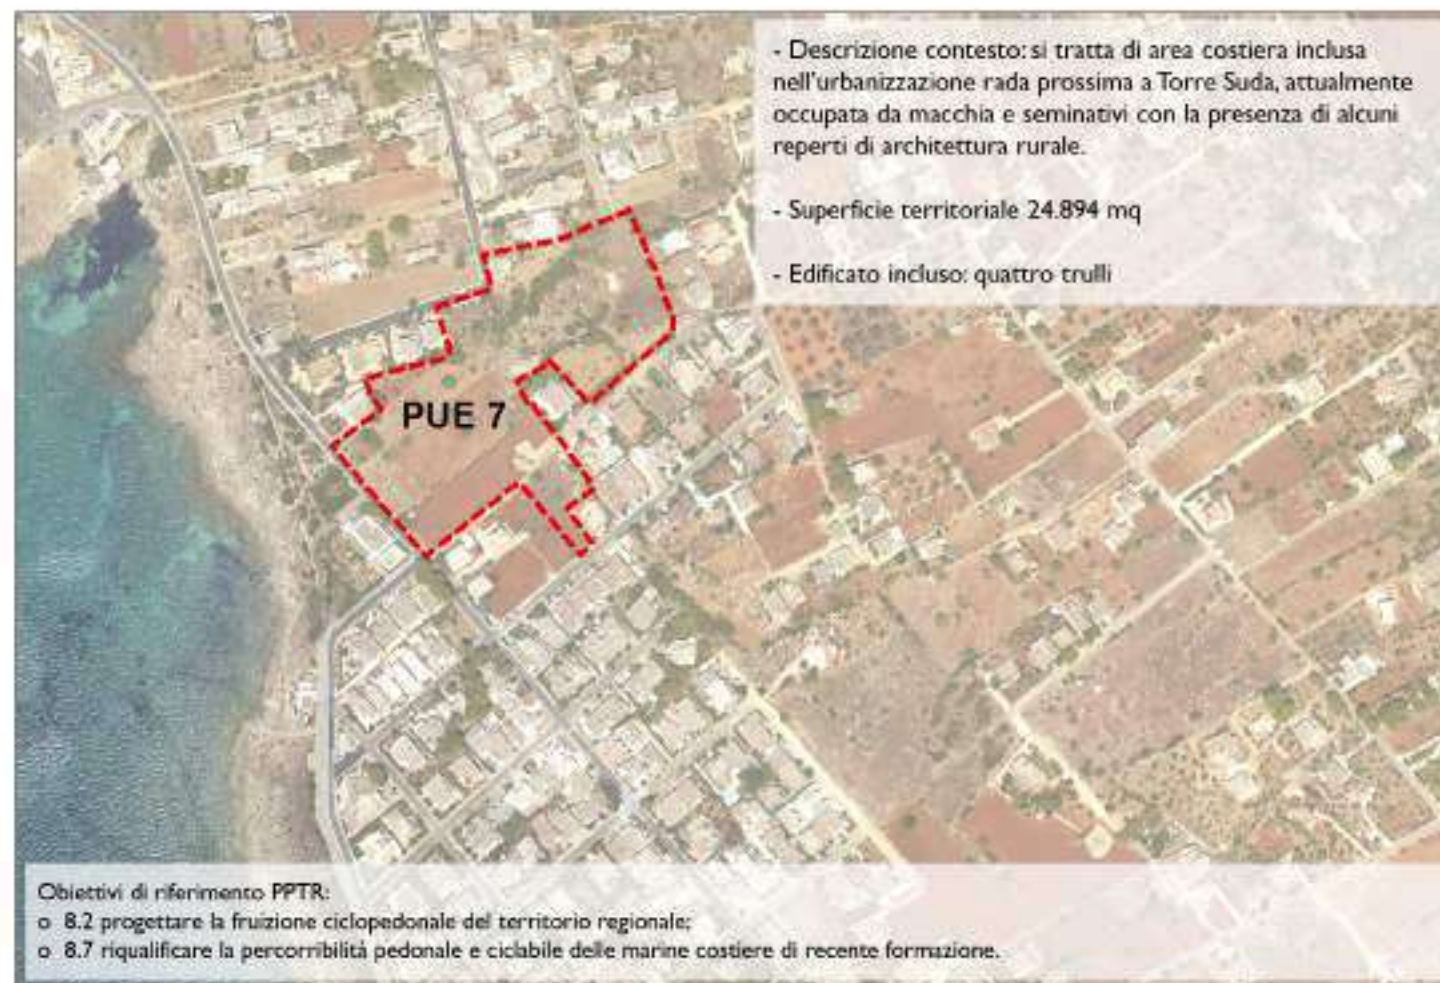 - Descrizione contesto: si tratta di area costiera inclusa
nell'urbanizzazione rada prossima a Torre Suda, attualmente
occupata da macchia e seminativi con la presenza di alcuni
reperti di architettura rurale.
- Superficie territoriale 24.894 mq
- Edificato incluso: quattro trulli
PUE 7
Obiettivi di riferimento PPTR:
o 8.2 progettare la fruizione ciclopedonale del territorio regionale;
o 8.7 riqualificare la percorribilità pedonale e ciclabile delle marine costiere di recente formazione.